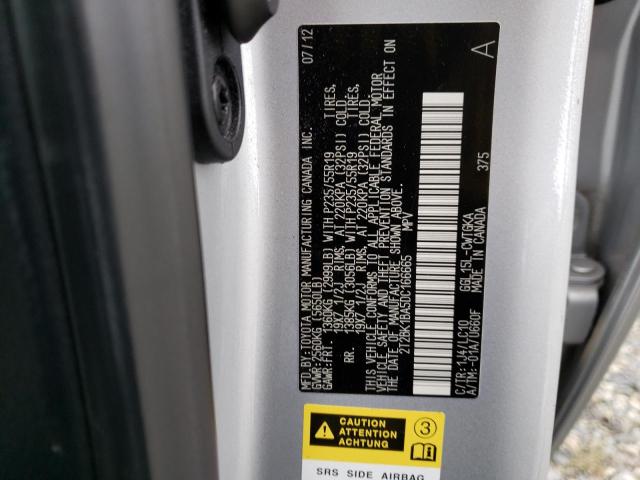 MFD. BY:TOYOTA MOTOR MANUFACTURING CANADA INC. 07/12
GVWR:2560KG (5650LB)
GAWR:FRT. 1360KG (2999LB) WITH P235/55R19 TIRES,
19X7 1/2J RIMS, AT 220KPA (32PSI) COLD
RR. 1385KG (3056LB) WITH P235/55R19 TIRES,
19X7 1/2J RIMS, AT 220KPA (32PSI) COLD
THIS VEHICLE CONFORMS TO ALL APPLICABLE FEDERAL MOTOR
VEHICLE SAFETY AND THEFT PREVENTION STANDARDS IN EFFECT ON
THE DATE OF MANUFACTURE SHOWN ABOVE.
2T2BK1BA5DC166665 MPV
A
C/TR:1J4/LC10 GGL15L-CWTGKA
A/TM:-01A/U660F MADE IN CANADA 375
CAUTION
ATTENTION
ACHTUNG
3
SRS SIDE AIRBAG